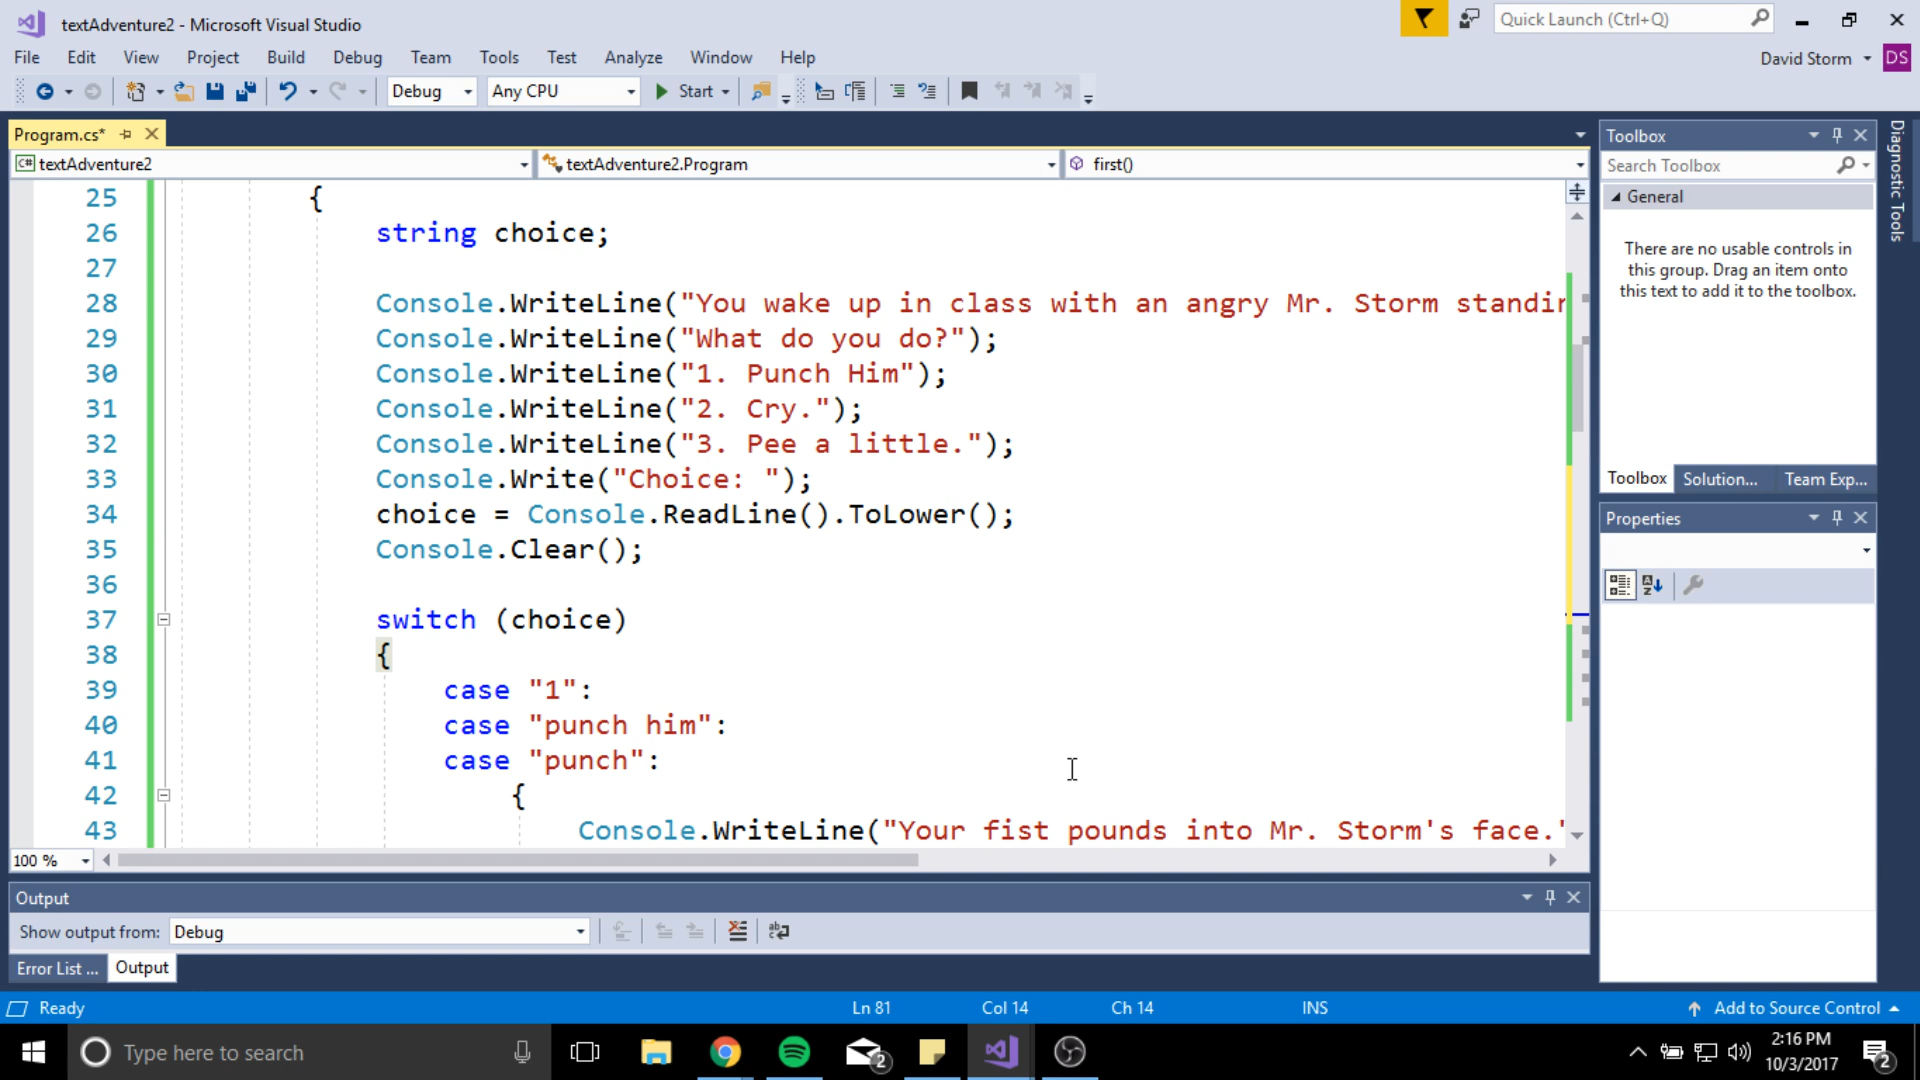 textAdventure2 - Microsoft Visual Studio
Quick Launch (Ctrl+Q)
File Edit View Project Build Debug Team Tools Test Analyze Window Help
David Storm DS
Debug Any CPU Start
Program.cs*
C# textAdventure2 textAdventure2.Program first()
25 {
26 string choice;
27
28 Console.WriteLine("You wake up in class with an angry Mr. Storm standin
29 Console.WriteLine("What do you do?");
30 Console.WriteLine("1. Punch Him");
31 Console.WriteLine("2. Cry.");
32 Console.WriteLine("3. Pee a little.");
33 Console.Write("Choice: ");
34 choice = Console.ReadLine().ToLower();
35 Console.Clear();
36
37 switch (choice)
38 {
39 case "1":
40 case "punch him":
41 case "punch":
42 {
43 Console.WriteLine("Your fist pounds into Mr. Storm's face."
100 %
Toolbox
Search Toolbox
General
There are no usable controls in
this group. Drag an item onto
this text to add it to the toolbox.
Toolbox Solution... Team Exp...
Properties
Diagnostic Tools
Output
Show output from: Debug
Error List ... Output
Ready Ln 81 Col 14 Ch 14 INS Add to Source Control
Type here to search
2
2:16 PM
10/3/2017
2